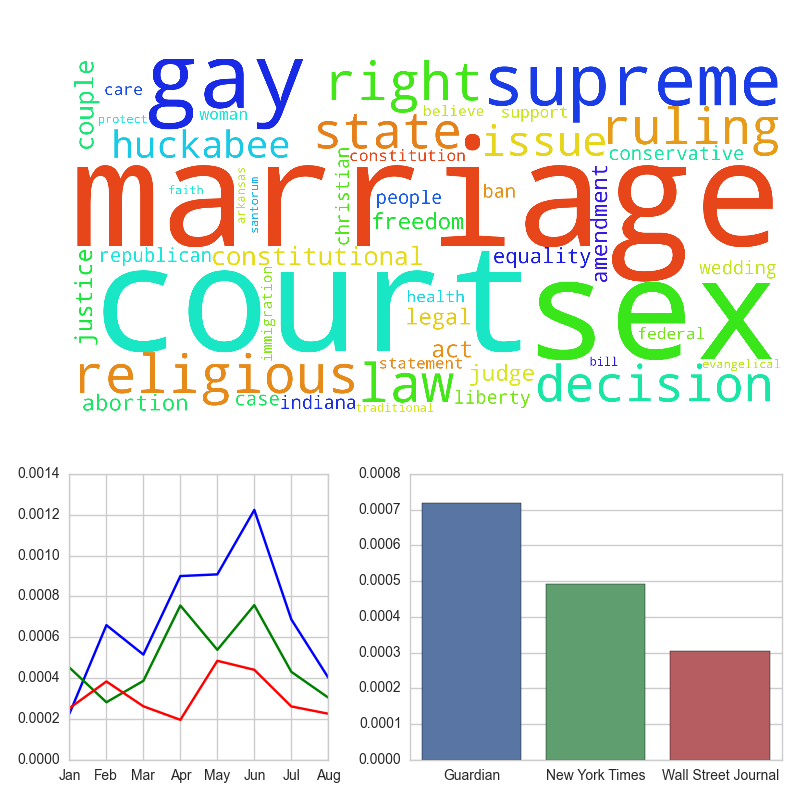 gay
right
supreme
couple
care
protect
woman
believe
support
huckabee
state
issue
ruling
constitution
conservative
marriage
faith
arkansas
santorum
christian
people
freedom
ban
amendment
republican
constitutional
equality
wedding
justice
court
sex
immigration
health
legal
federal
act
statement
judge
bill
evangelical
religious
law
decision
abortion
case
indiana
traditional
liberty
0.0014
0.0012
0.0010
0.0008
0.0006
0.0004
0.0002
0.0000
Jan Feb Mar Apr May Jun Jul Aug
0.0008
0.0007
0.0006
0.0005
0.0004
0.0003
0.0002
0.0001
0.0000
Guardian New York Times Wall Street Journal